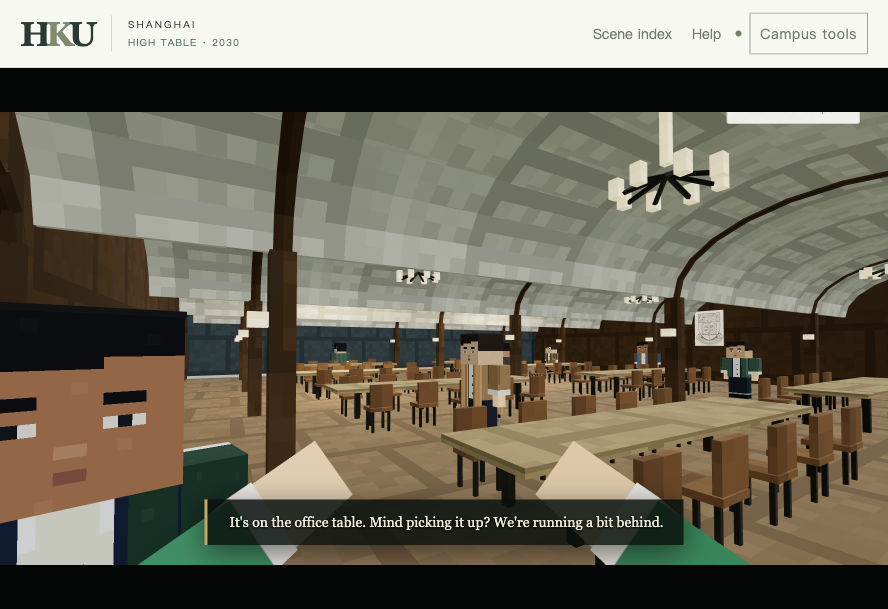 HKU
SHANGHAI
HIGH TABLE · 2030
Scene index
Help
Campus tools
It's on the office table. Mind picking it up? We're running a bit behind.